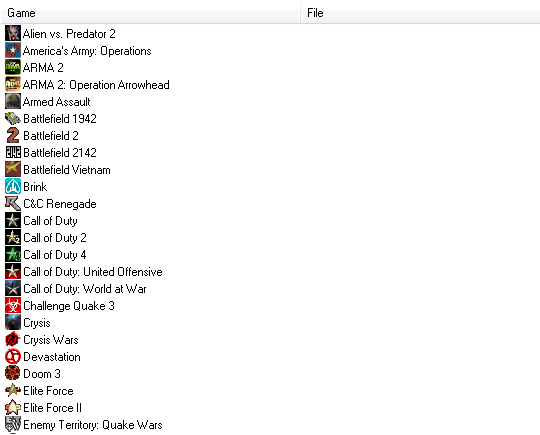 Game File
Alien vs. Predator 2
America's Army: Operations
ARMA 2
ARMA 2: Operation Arrowhead
Armed Assault
Battlefield 1942
Battlefield 2
Battlefield 2142
Battlefield Vietnam
Brink
C&C Renegade
Call of Duty
Call of Duty 2
Call of Duty 4
Call of Duty: United Offensive
Call of Duty: World at War
Challenge Quake 3
Crysis
Crysis Wars
Devastation
Doom 3
Elite Force
Elite Force II
Enemy Territory: Quake Wars